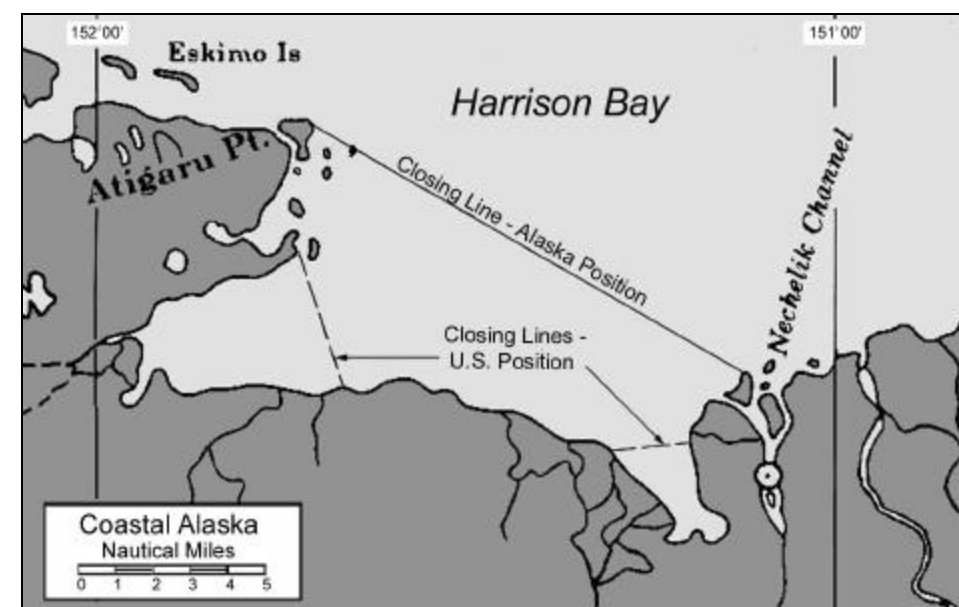 152°00'
151°00'
Eskimo Is
Harrison Bay
Atigaru Pt.
Closing Line - Alaska Position
Nechelik Channel
Closing Lines -
U.S. Position
Coastal Alaska
Nautical Miles
0 1 2 3 4 5